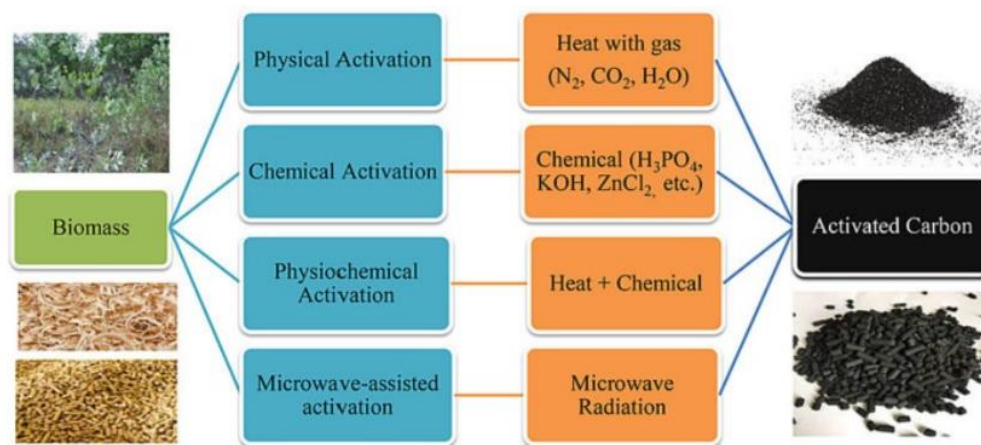 Biomass
Physical Activation
Heat with gas
(N₂, CO₂, H₂O)
Chemical Activation
Chemical (H₃PO₄,
KOH, ZnCl₂, etc.)
Physiochemical
Activation
Heat + Chemical
Microwave-assisted
activation
Microwave
Radiation
Activated Carbon